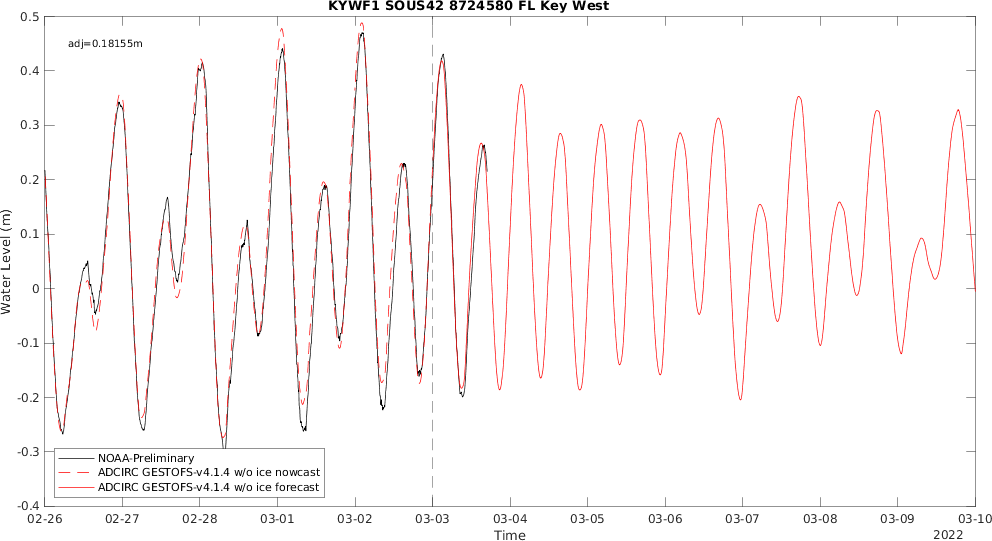 KYWF1 SOUS42 8724580 FL Key West
adj=0.18155m
Water Level (m)
0.5
0.4
0.3
0.2
0.1
0
-0.1
-0.2
-0.3
-0.4
NOAA-Preliminary
ADCIRC GESTOFS-v4.1.4 w/o ice nowcast
ADCIRC GESTOFS-v4.1.4 w/o ice forecast
02-26 02-27 02-28 03-01 03-02 03-03 03-04 03-05 03-06 03-07 03-08 03-09 03-10
Time
2022